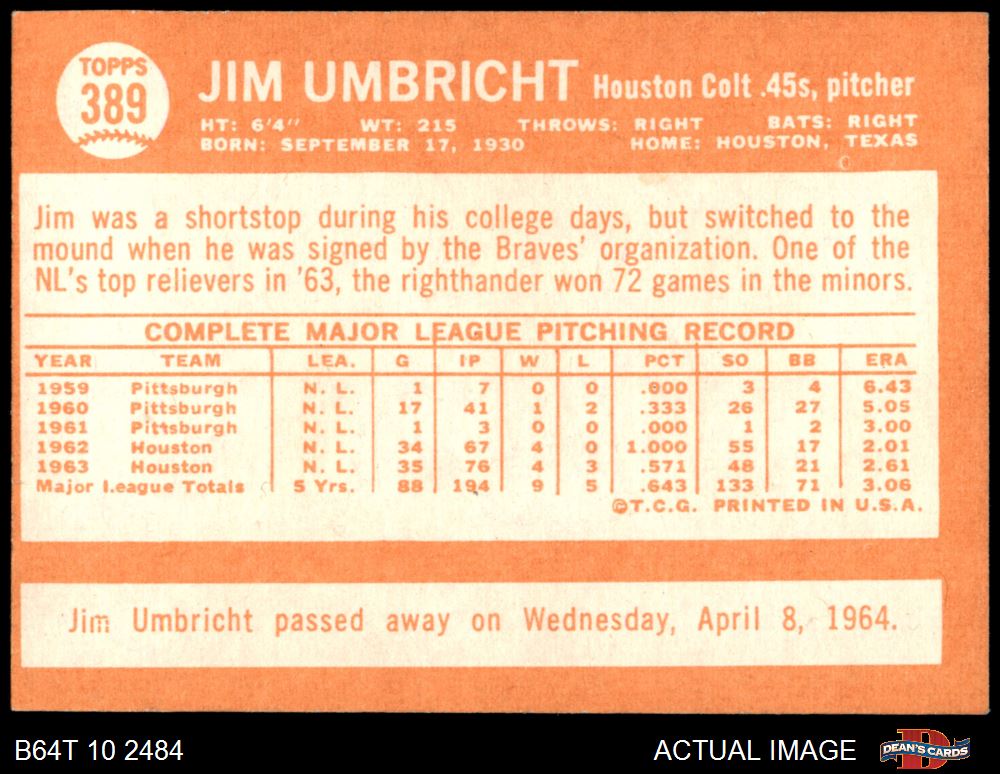 TOPPS
389
JIM UMBRICHT Houston Colt .45s, pitcher
HT: 6'4" WT: 215 THROWS: RIGHT BATS: RIGHT
BORN: SEPTEMBER 17, 1930 HOME: HOUSTON, TEXAS
Jim was a shortstop during his college days, but switched to the
mound when he was signed by the Braves' organization. One of the
NL's top relievers in '63, the righthander won 72 games in the minors.
COMPLETE MAJOR LEAGUE PITCHING RECORD
YEAR TEAM LEA. G IP W L PCT SO BB ERA
1959 Pittsburgh N. L. 1 7 0 0 .000 3 4 6.43
1960 Pittsburgh N. L. 17 41 1 2 .333 26 27 5.05
1961 Pittsburgh N. L. 1 3 0 0 .000 1 2 3.00
1962 Houston N. L. 34 67 4 0 1.000 55 17 2.01
1963 Houston N. L. 35 76 4 3 .571 48 21 2.61
Major League Totals 5 Yrs. 88 194 9 5 .643 133 71 3.06
©T.C.G. PRINTED IN U.S.A.
Jim Umbricht passed away on Wednesday, April 8, 1964.
B64T 10 2484 ACTUAL IMAGE DEAN'S CARDS